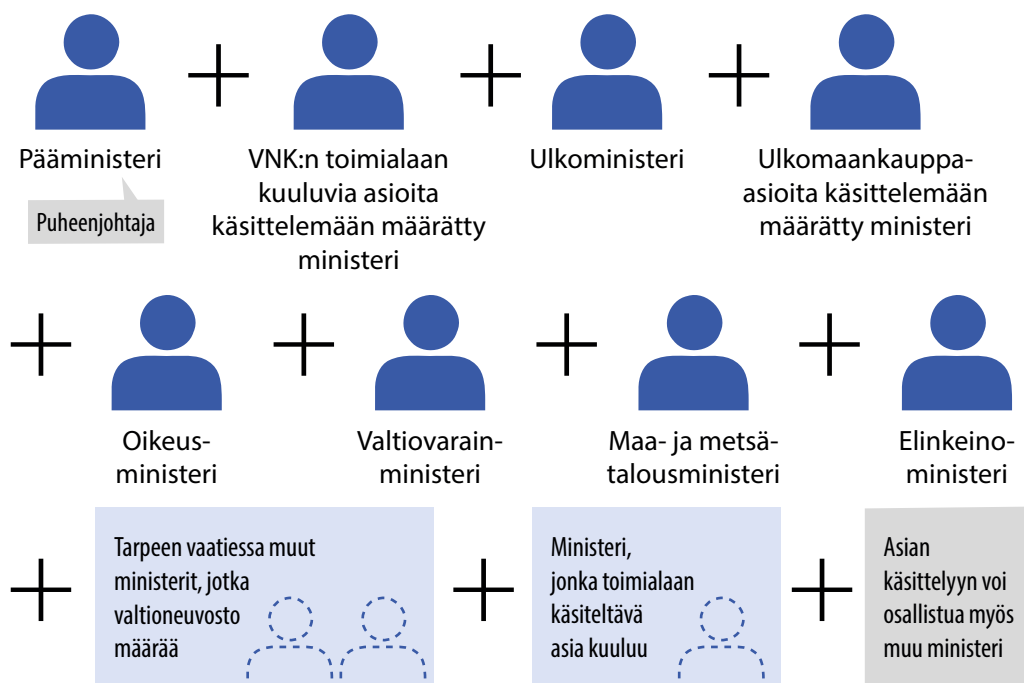 Pääministeri
Puheenjohtaja
VNK:n toimialaan
kuuluvia asioita
käsittelemään määrätty
ministeri
Ulkoministeri
Ulkomaankauppa-
asioita käsittelemään
määrätty ministeri
Oikeus-
ministeri
Valtiovarain-
ministeri
Maa- ja metsä-
talousministeri
Elinkeino-
ministeri
Tarpeen vaatiessa muut
ministerit, jotka
valtioneuvosto
määrää
Ministeri,
jonka toimialaan
käsiteltävä
asia kuuluu
Asian
käsittelyyn voi
osallistua myös
muu ministeri